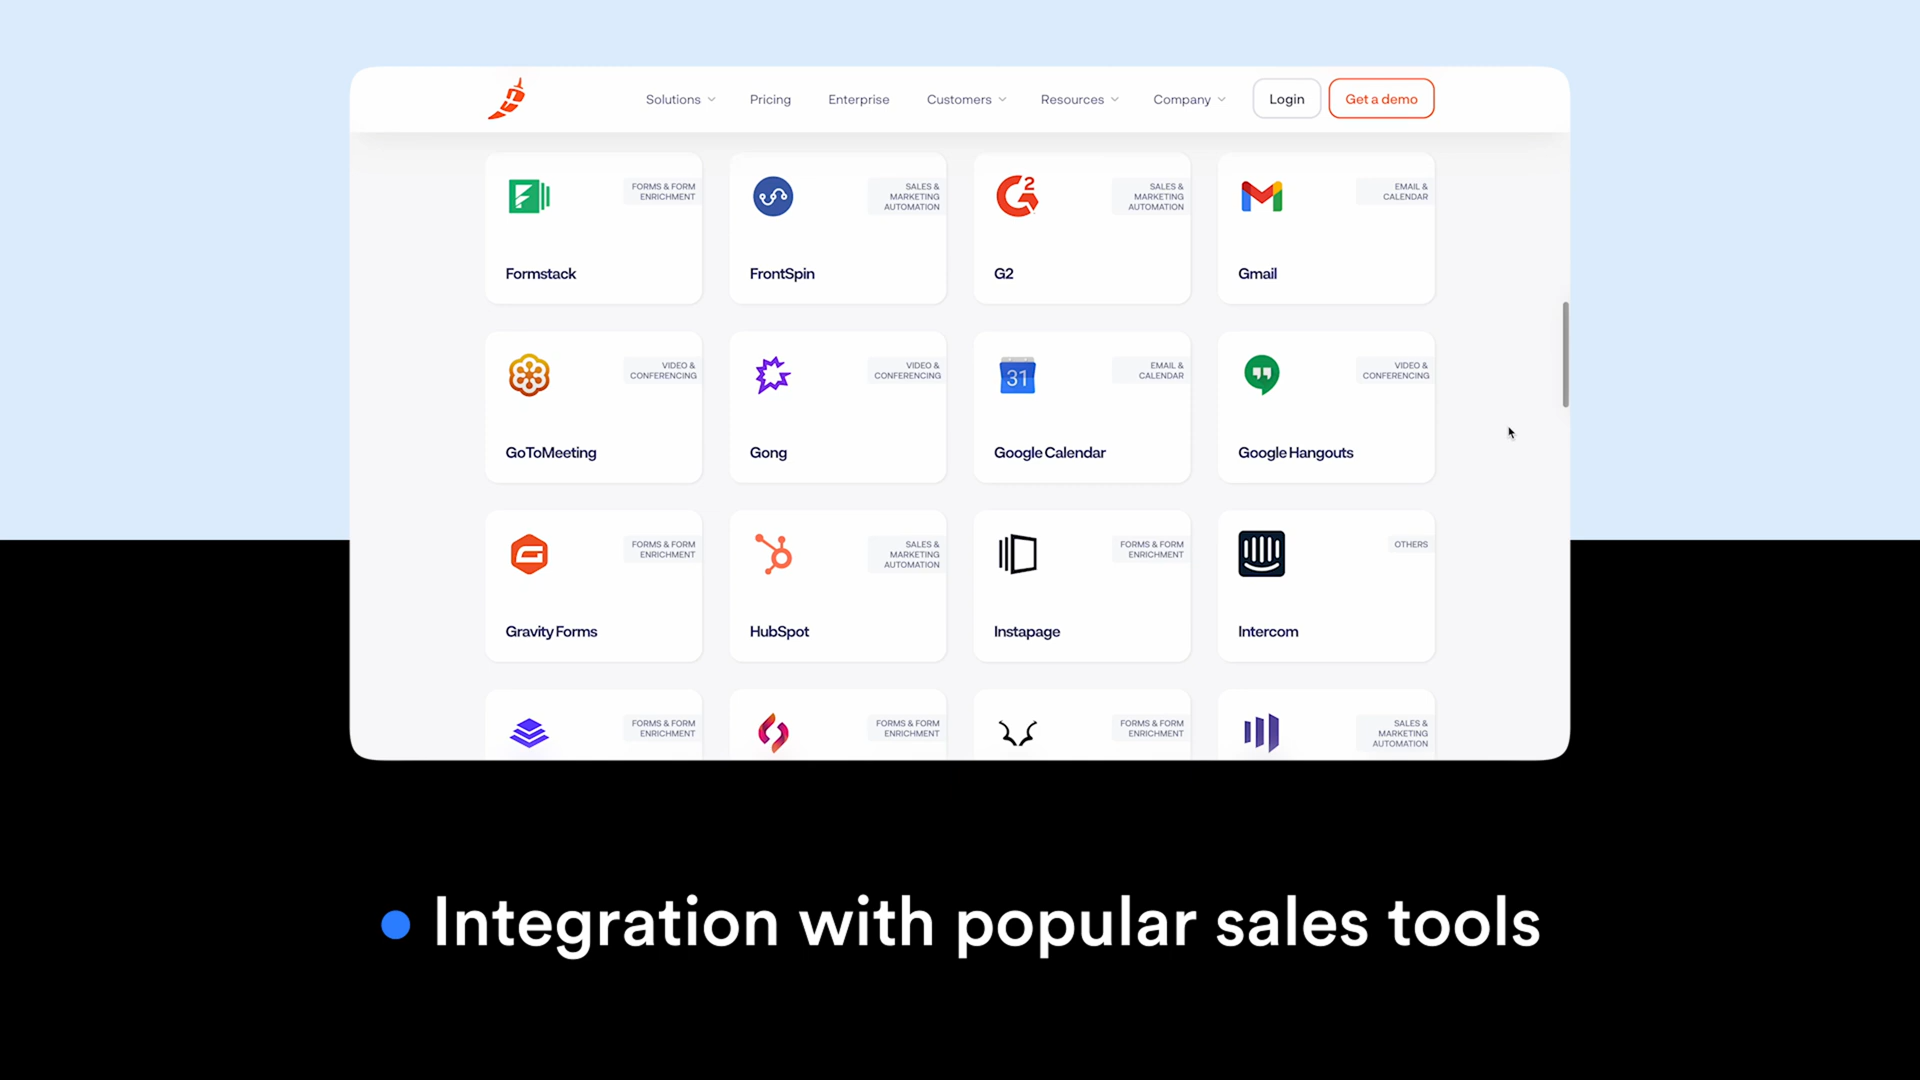 Solutions
Pricing
Enterprise
Customers
Resources
Company
Login
Get a demo
FORMS & FORM
ENRICHMENT
Formstack
SALES &
MARKETING
AUTOMATION
FrontSpin
2
SALES &
MARKETING
AUTOMATION
G2
EMAIL &
CALENDAR
Gmail
VIDEO &
CONFERENCING
GoToMeeting
VIDEO &
CONFERENCING
Gong
31
EMAIL &
CALENDAR
Google Calendar
VIDEO &
CONFERENCING
Google Hangouts
FORMS & FORM
ENRICHMENT
Gravity Forms
SALES &
MARKETING
AUTOMATION
HubSpot
FORMS & FORM
ENRICHMENT
Instapage
OTHERS
Intercom
FORMS & FORM
ENRICHMENT
FORMS & FORM
ENRICHMENT
FORMS & FORM
ENRICHMENT
SALES &
MARKETING
AUTOMATION
Integration with popular sales tools